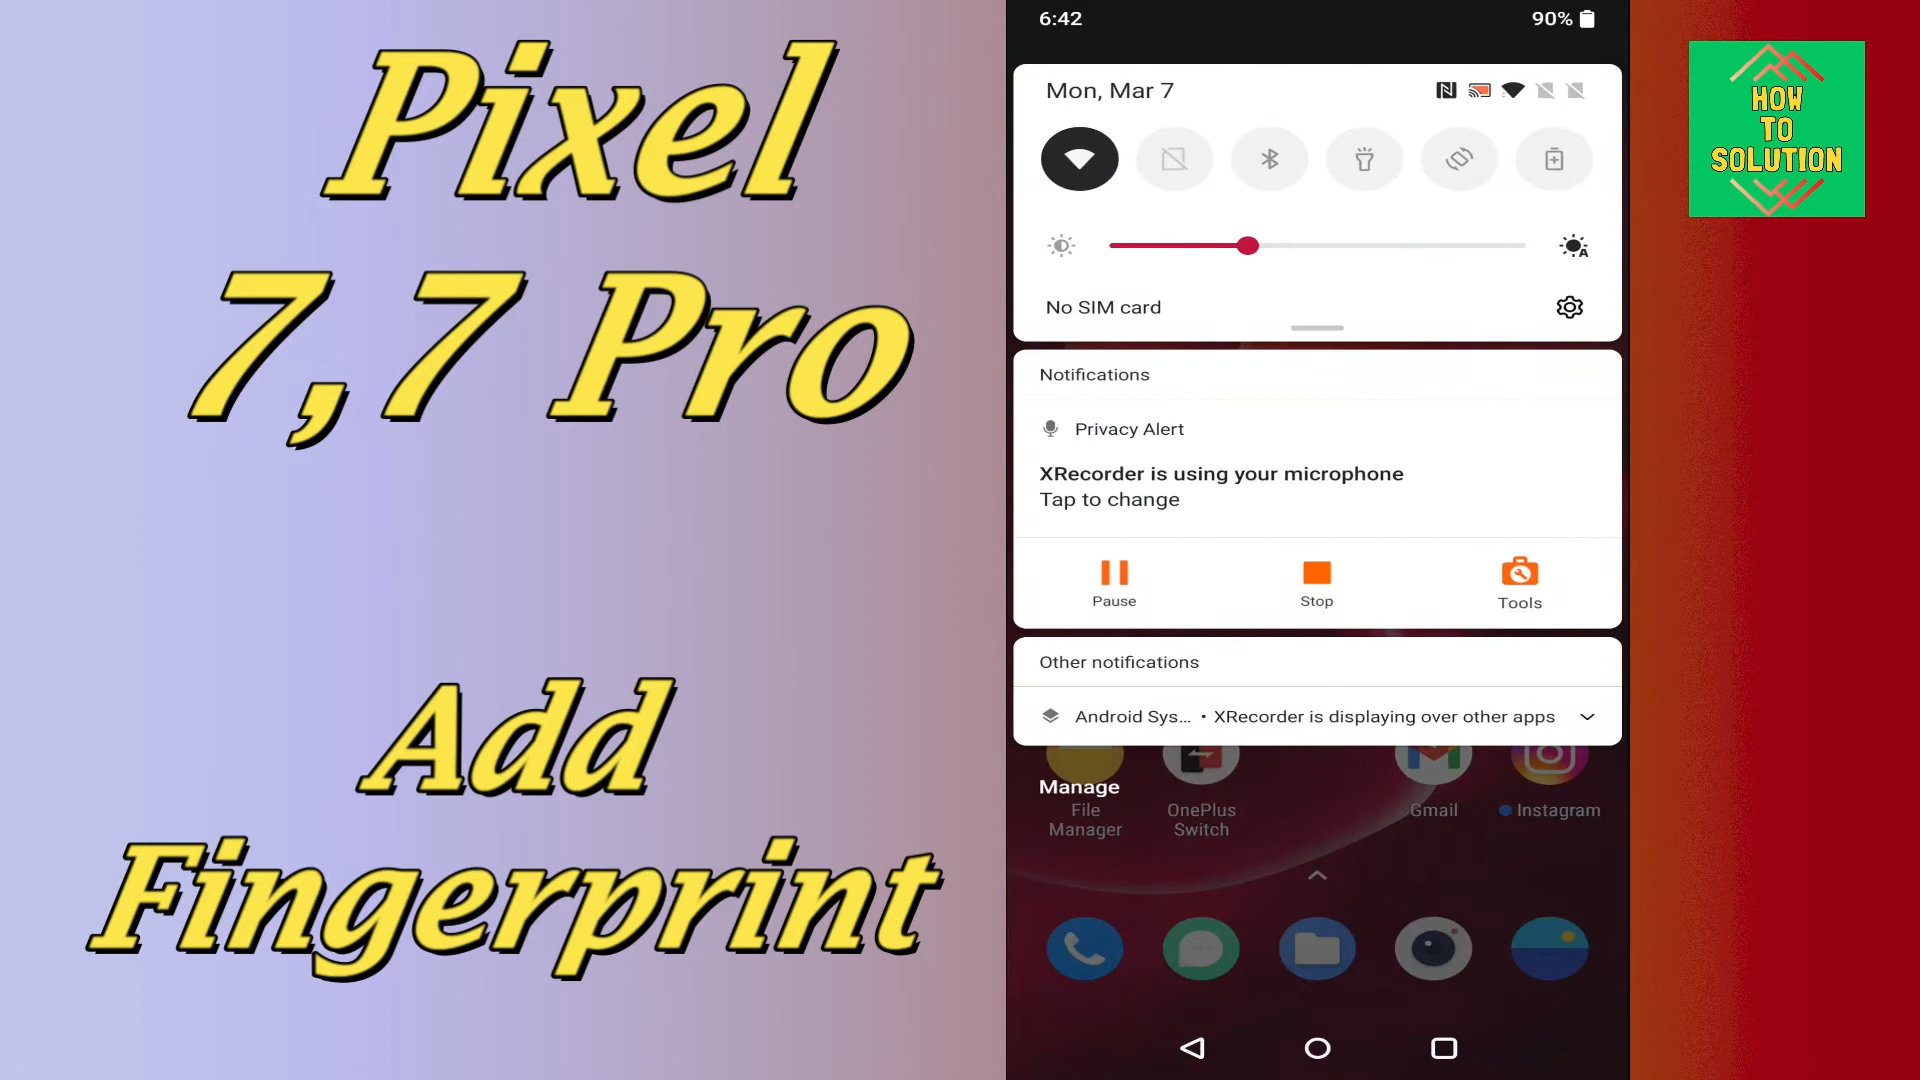 Pixel
7,7 Pro
Add
Fingerprint
6:42
90%
Mon, Mar 7
No SIM card
Notifications
Privacy Alert
XRecorder is using your microphone
Tap to change
Pause
Stop
Tools
Other notifications
Android Sys... • XRecorder is displaying over other apps
Manage
File
Manager
OnePlus
Switch
Gmail
Instagram
HOW
TO
SOLUTION